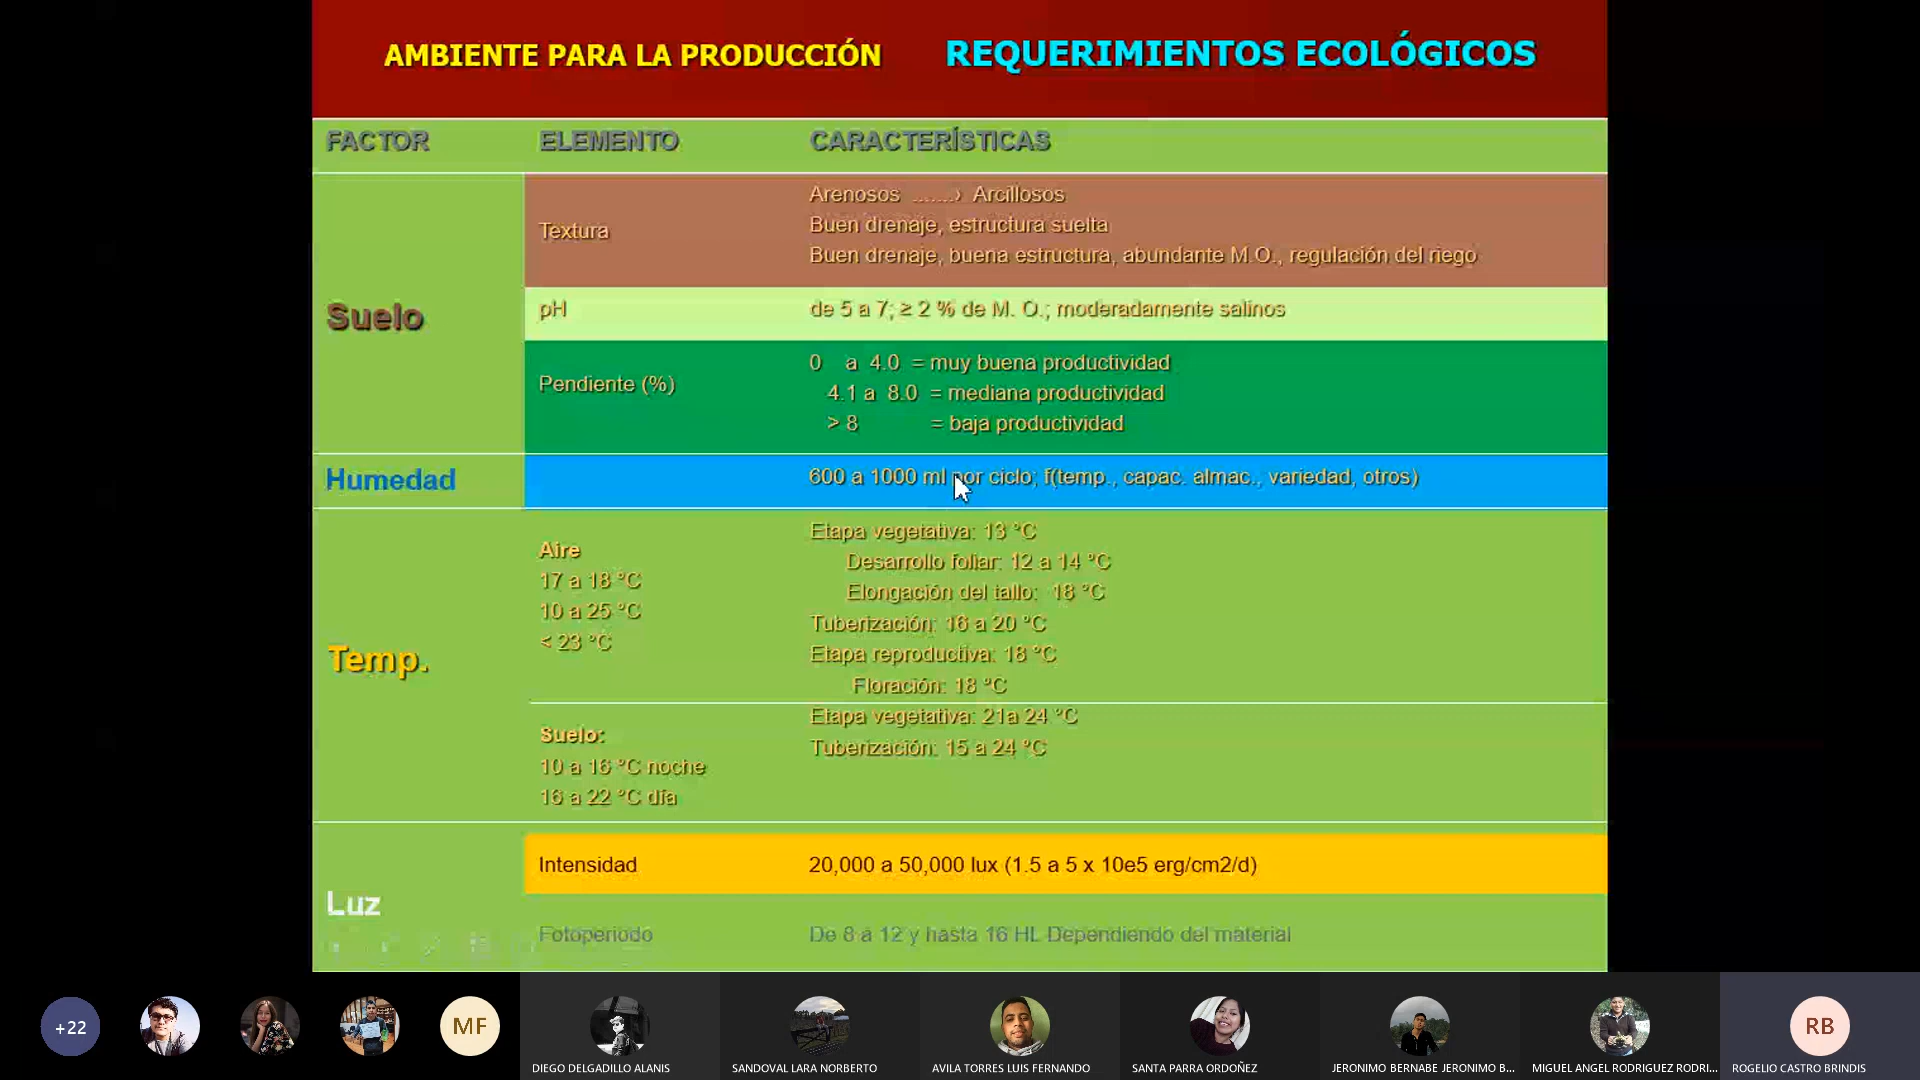 AMBIENTE PARA LA PRODUCCIÓN REQUERIMIENTOS ECOLÓGICOS
FACTOR ELEMENTO CARACTERÍSTICAS
Suelo
Textura
Arenosos .......› Arcillosos
Buen drenaje, estructura suelta
Buen drenaje, buena estructura, abundante M.O., regulación del riego
pH
de 5 a 7; ≥ 2 % de M. O.; moderadamente salinos
Pendiente (%)
0 a 4.0 = muy buena productividad
4.1 a 8.0 = mediana productividad
> 8 = baja productividad
Humedad
600 a 1000 ml por ciclo; f(temp., capac. almac., variedad, otros)
Temp.
Aire
17 a 18 °C
10 a 25 °C
< 23 °C
Etapa vegetativa: 13 °C
Desarrollo foliar: 12 a 14 °C
Elongación del tallo: 18 °C
Tuberización: 16 a 20 °C
Etapa reproductiva: 18 °C
Floración: 18 °C
Suelo:
10 a 16 °C noche
16 a 22 °C día
Etapa vegetativa: 21a 24 °C
Tuberización: 15 a 24 °C
Luz
Intensidad
20,000 a 50,000 lux (1.5 a 5 x 10e5 erg/cm2/d)
Fotoperiodo
De 8 a 12 y hasta 16 HL Dependiendo del material
+22
MF
RB
DIEGO DELGADILLO ALANIS
SANDOVAL LARA NORBERTO
AVILA TORRES LUIS FERNANDO
SANTA PARRA ORDOÑEZ
JERONIMO BERNABE JERONIMO B...
MIGUEL ANGEL RODRIGUEZ RODRI...
ROGELIO CASTRO BRINDIS